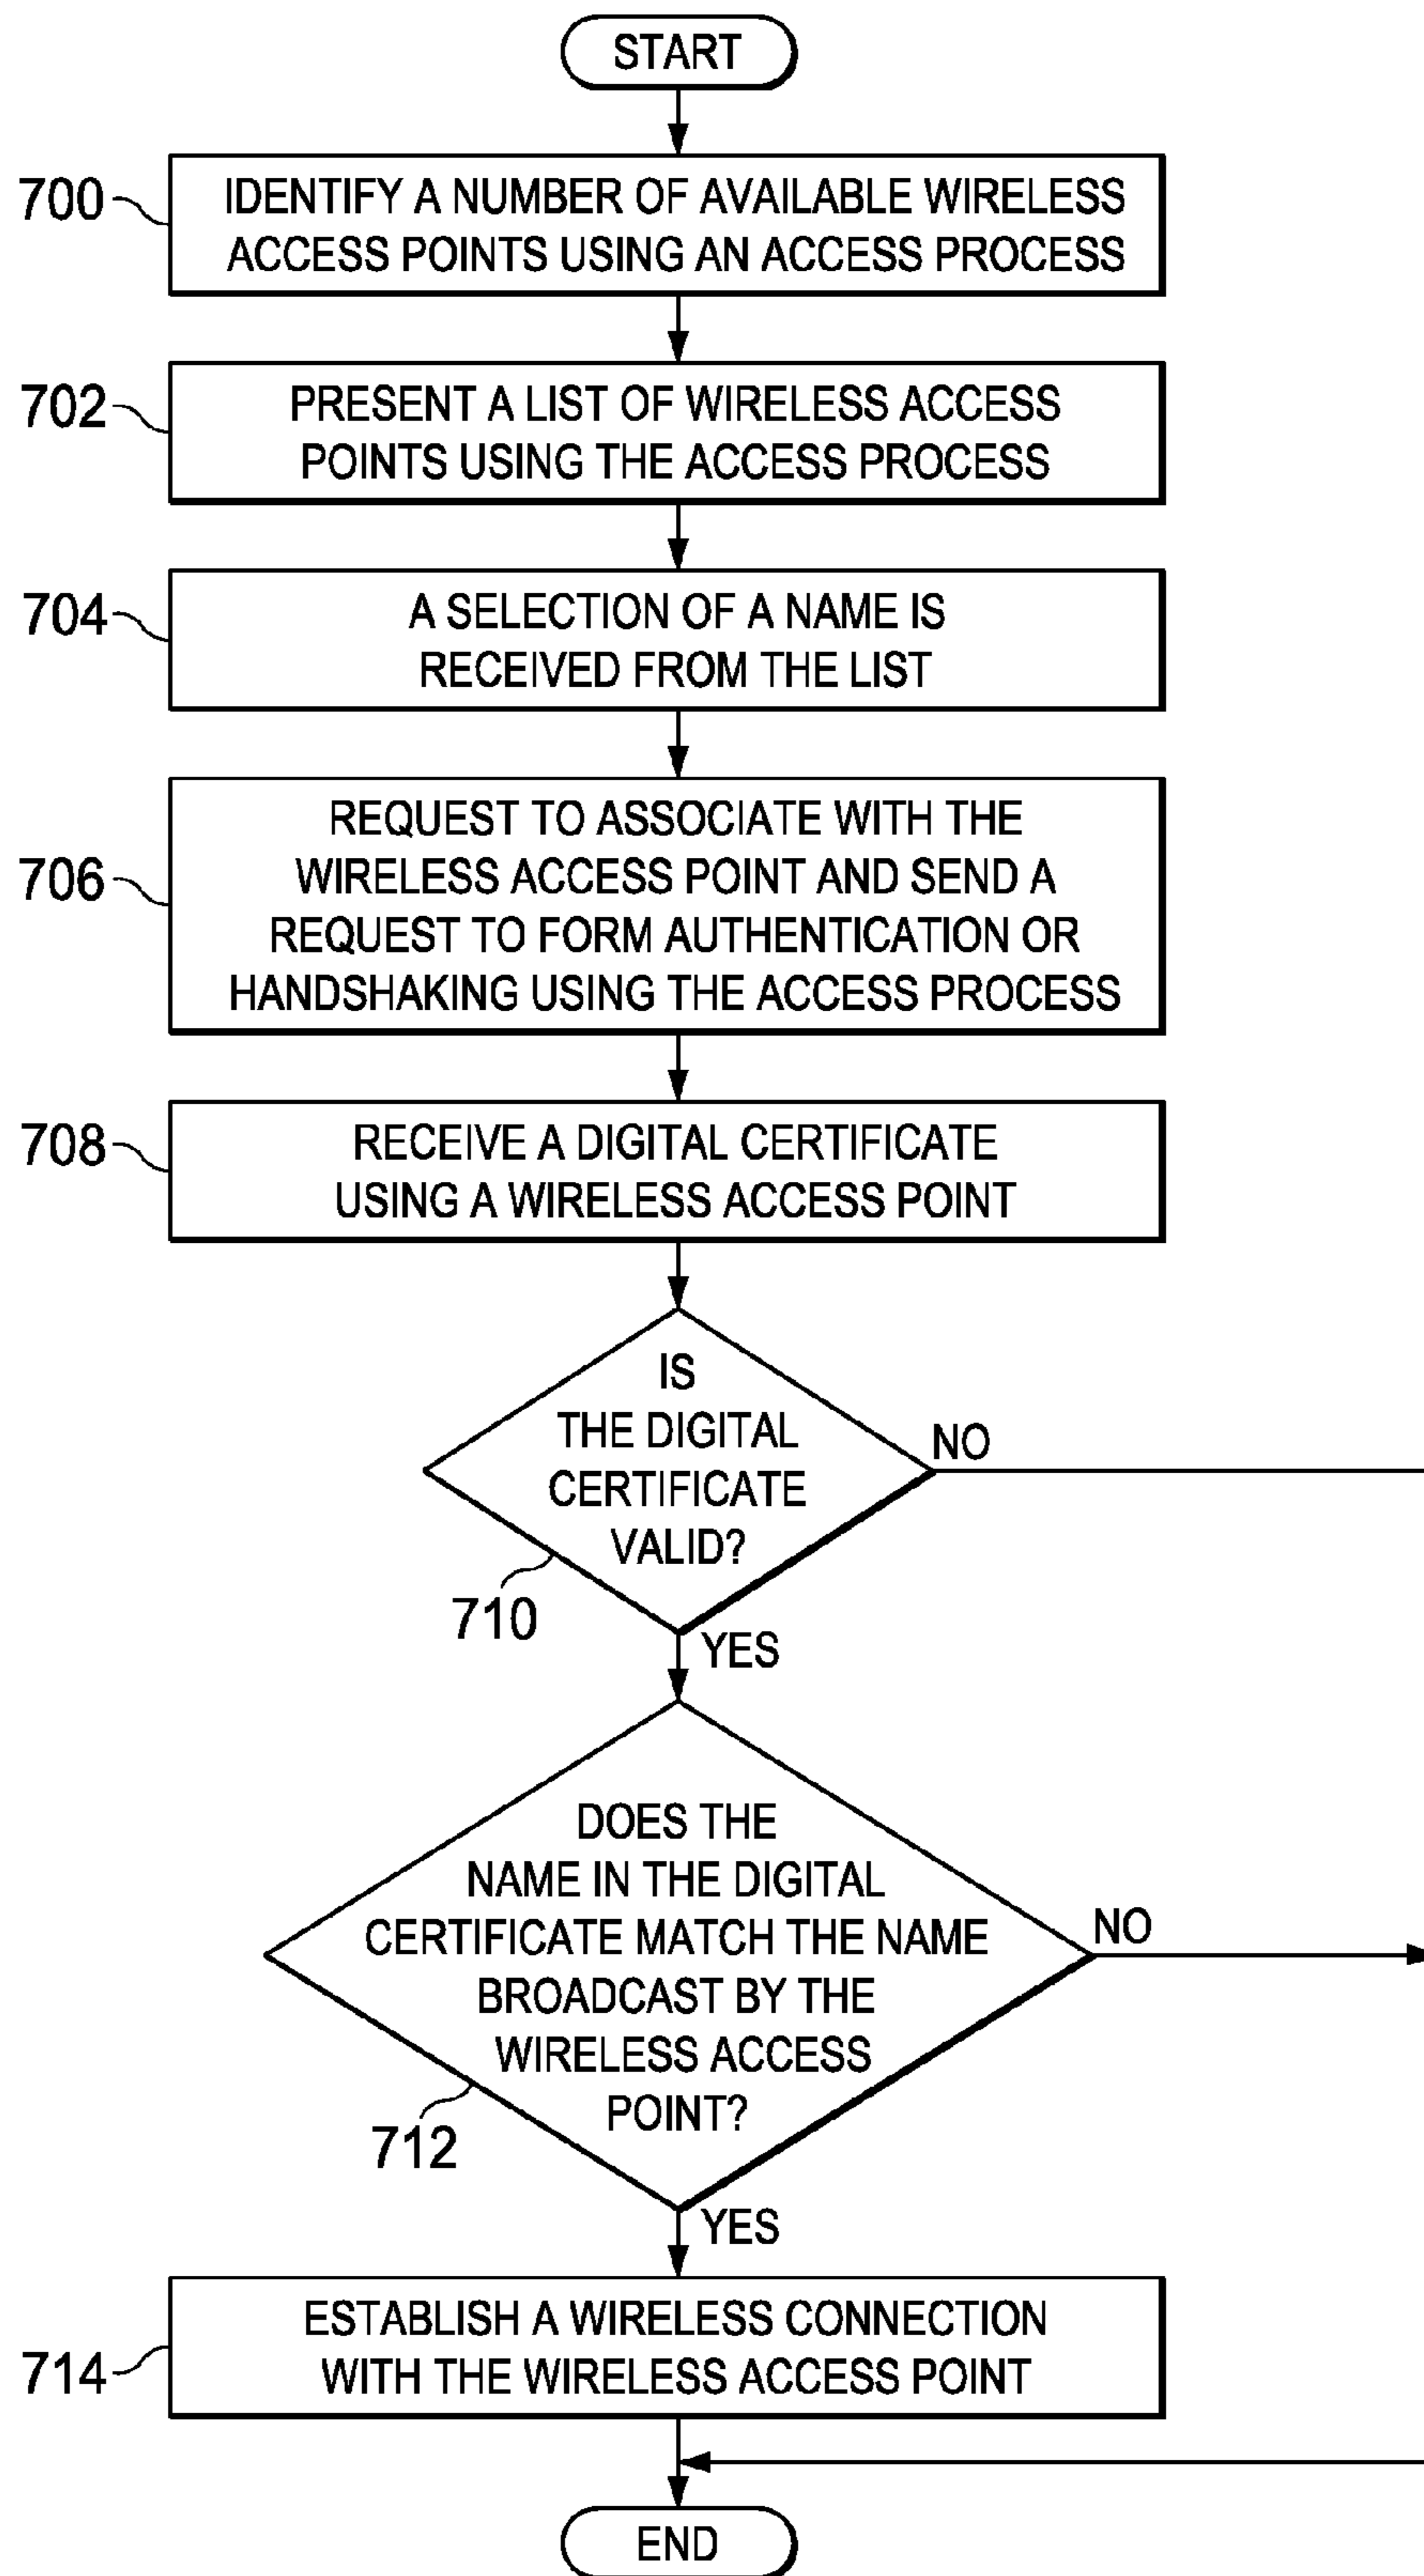 START
700
IDENTIFY A NUMBER OF AVAILABLE WIRELESS
ACCESS POINTS USING AN ACCESS PROCESS
702
PRESENT A LIST OF WIRELESS ACCESS
POINTS USING THE ACCESS PROCESS
704
A SELECTION OF A NAME IS
RECEIVED FROM THE LIST
706
REQUEST TO ASSOCIATE WITH THE
WIRELESS ACCESS POINT AND SEND A
REQUEST TO FORM AUTHENTICATION OR
HANDSHAKING USING THE ACCESS PROCESS
708
RECEIVE A DIGITAL CERTIFICATE
USING A WIRELESS ACCESS POINT
IS
THE DIGITAL
CERTIFICATE
VALID?
NO
710
YES
DOES THE
NAME IN THE DIGITAL
CERTIFICATE MATCH THE NAME
BROADCAST BY THE
WIRELESS ACCESS
POINT?
NO
712
YES
714
ESTABLISH A WIRELESS CONNECTION
WITH THE WIRELESS ACCESS POINT
END